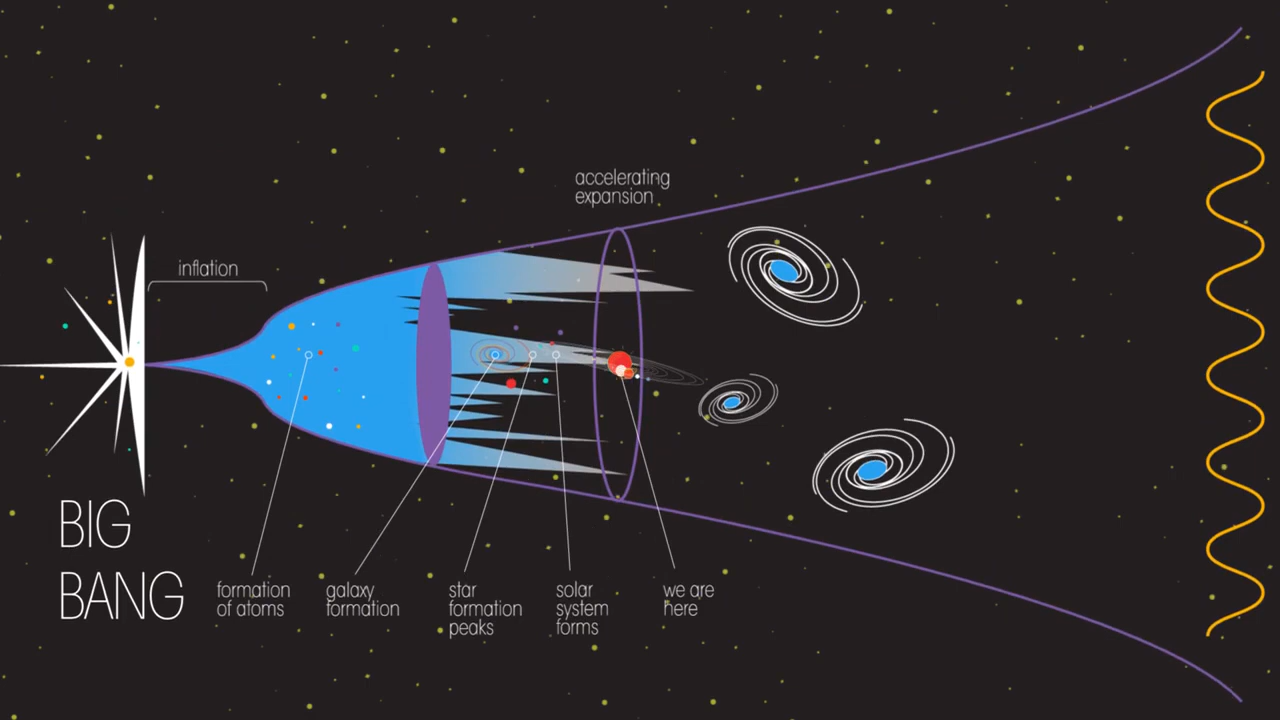 accelerating
expansion
inflation
BIG
BANG
formation
of atoms
galaxy
formation
star
formation
peaks
solar
system
forms
we are
here